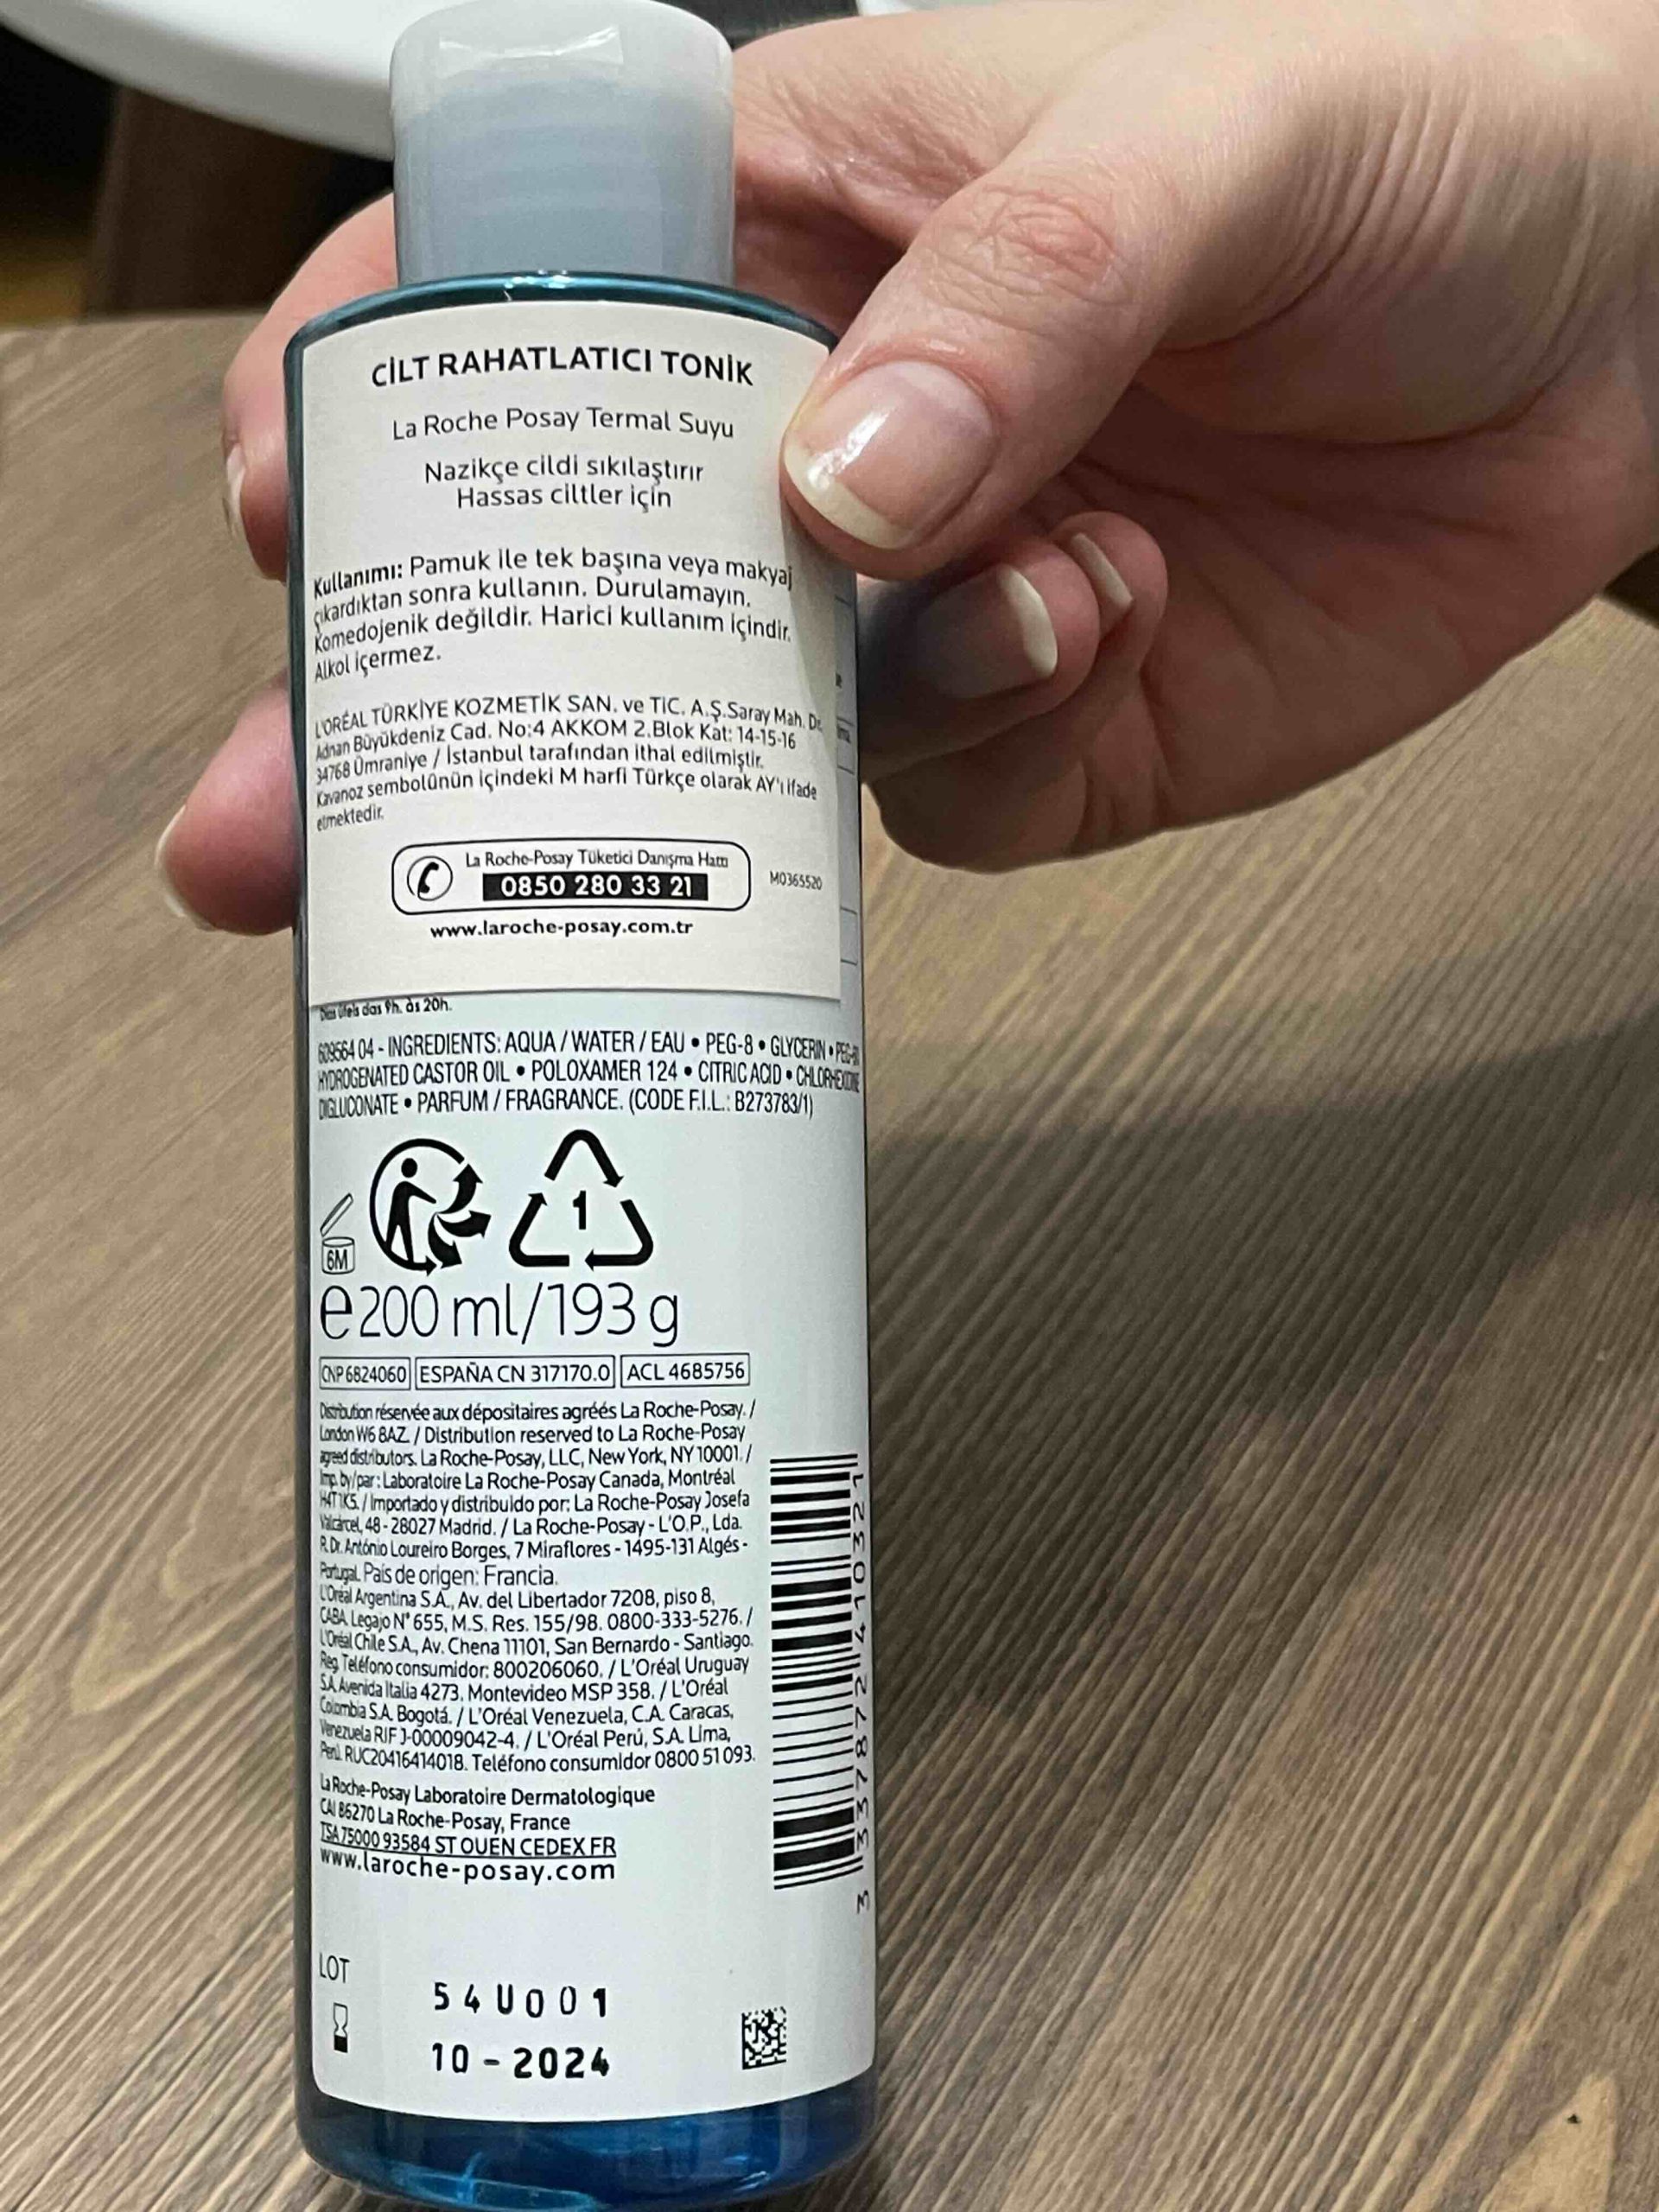 CİLT RAHATLATICI TONİK
La Roche Posay Termal Suyu
Nazikçe cildi sıkılaştırır
Hassas ciltler için
Kullanımı: Pamuk ile tek başına veya makyaj
çıkardıktan sonra kullanın. Durulamayın.
Komedojenik değildir. Harici kullanım içindir.
Alkol içermez.
L'ORÉAL TÜRKİYE KOZMETİK SAN. ve TİC. A.Ş.Saray Mah. Dr.
Adnan Büyükdeniz Cad. No:4 AKKOM 2.Blok Kat: 14-15-16
34768 Ümraniye / İstanbul tarafından ithal edilmiştir.
Kavanoz sembolünün içindeki M harfi Türkçe olarak AY'ı ifade
etmektedir.
La Roche-Posay Tüketici Danışma Hattı
0850 280 33 21
M0365520
www.laroche-posay.com.tr
Dias úteis das 9h. às 20h.
609564 04 - INGREDIENTS: AQUA / WATER / EAU • PEG-8 • GLYCERIN •
HYDROGENATED CASTOR OIL • POLOXAMER 124 • CITRIC ACID • CHLORHEXIDINE
DIGLUCONATE • PARFUM / FRAGRANCE. (CODE F.I.L.: B273783/1)
1
6M
e 200 ml/193 g
CNP 6824060 ESPAÑA CN 317170.0 ACL 4685756
Distribution réservée aux dépositaires agréés La Roche-Posay. /
London W6 8AZ. / Distribution reserved to La Roche-Posay
agreed distributors. La Roche-Posay, LLC, New York, NY 10001. /
Imp. by/par : Laboratoire La Roche-Posay Canada, Montréal
H4T 1K5. / Importado y distribuido por: La Roche-Posay Josefa
Valcárcel, 48 - 28027 Madrid. / La Roche-Posay - L'O.P., Lda.
R. Dr. António Loureiro Borges, 7 Miraflores - 1495-131 Algés -
Portugal. País de origen: Francia.
L'Oréal Argentina S.A., Av. del Libertador 7208, piso 8,
CABA. Legajo N° 655, M.S. Res. 155/98. 0800-333-5276. /
L'Oréal Chile S.A., Av. Chena 11101, San Bernardo - Santiago.
Reg. Teléfono consumidor: 800206060. / L'Oréal Uruguay
S.A. Avenida Italia 4273, Montevideo MSP 358. / L'Oréal
Colombia S.A. Bogotá. / L'Oréal Venezuela, C.A. Caracas,
Venezuela RIF J-00009042-4. / L'Oréal Perú, S.A. Lima,
Perú. RUC20416414018. Teléfono consumidor 0800 51 093.
La Roche-Posay Laboratoire Dermatologique
CAI 86270 La Roche-Posay, France
TSA 75000 93584 ST OUEN CEDEX FR
www.laroche-posay.com
3 337872 410321
LOT
54U001
10 - 2024